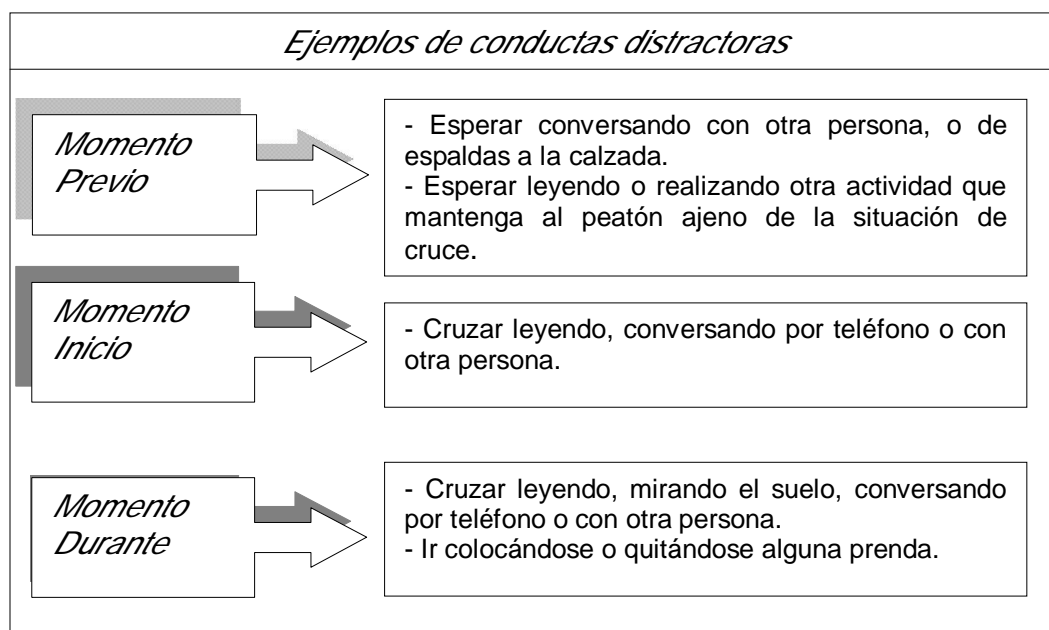 Ejemplos de conductas distractoras
Momento
Previo
- Esperar conversando con otra persona, o de
espaldas a la calzada.
- Esperar leyendo o realizando otra actividad que
mantenga al peatón ajeno de la situación de
cruce.
Momento
Inicio
- Cruzar leyendo, conversando por teléfono o con
otra persona.
Momento
Durante
- Cruzar leyendo, mirando el suelo, conversando
por teléfono o con otra persona.
- Ir colocándose o quitándose alguna prenda.